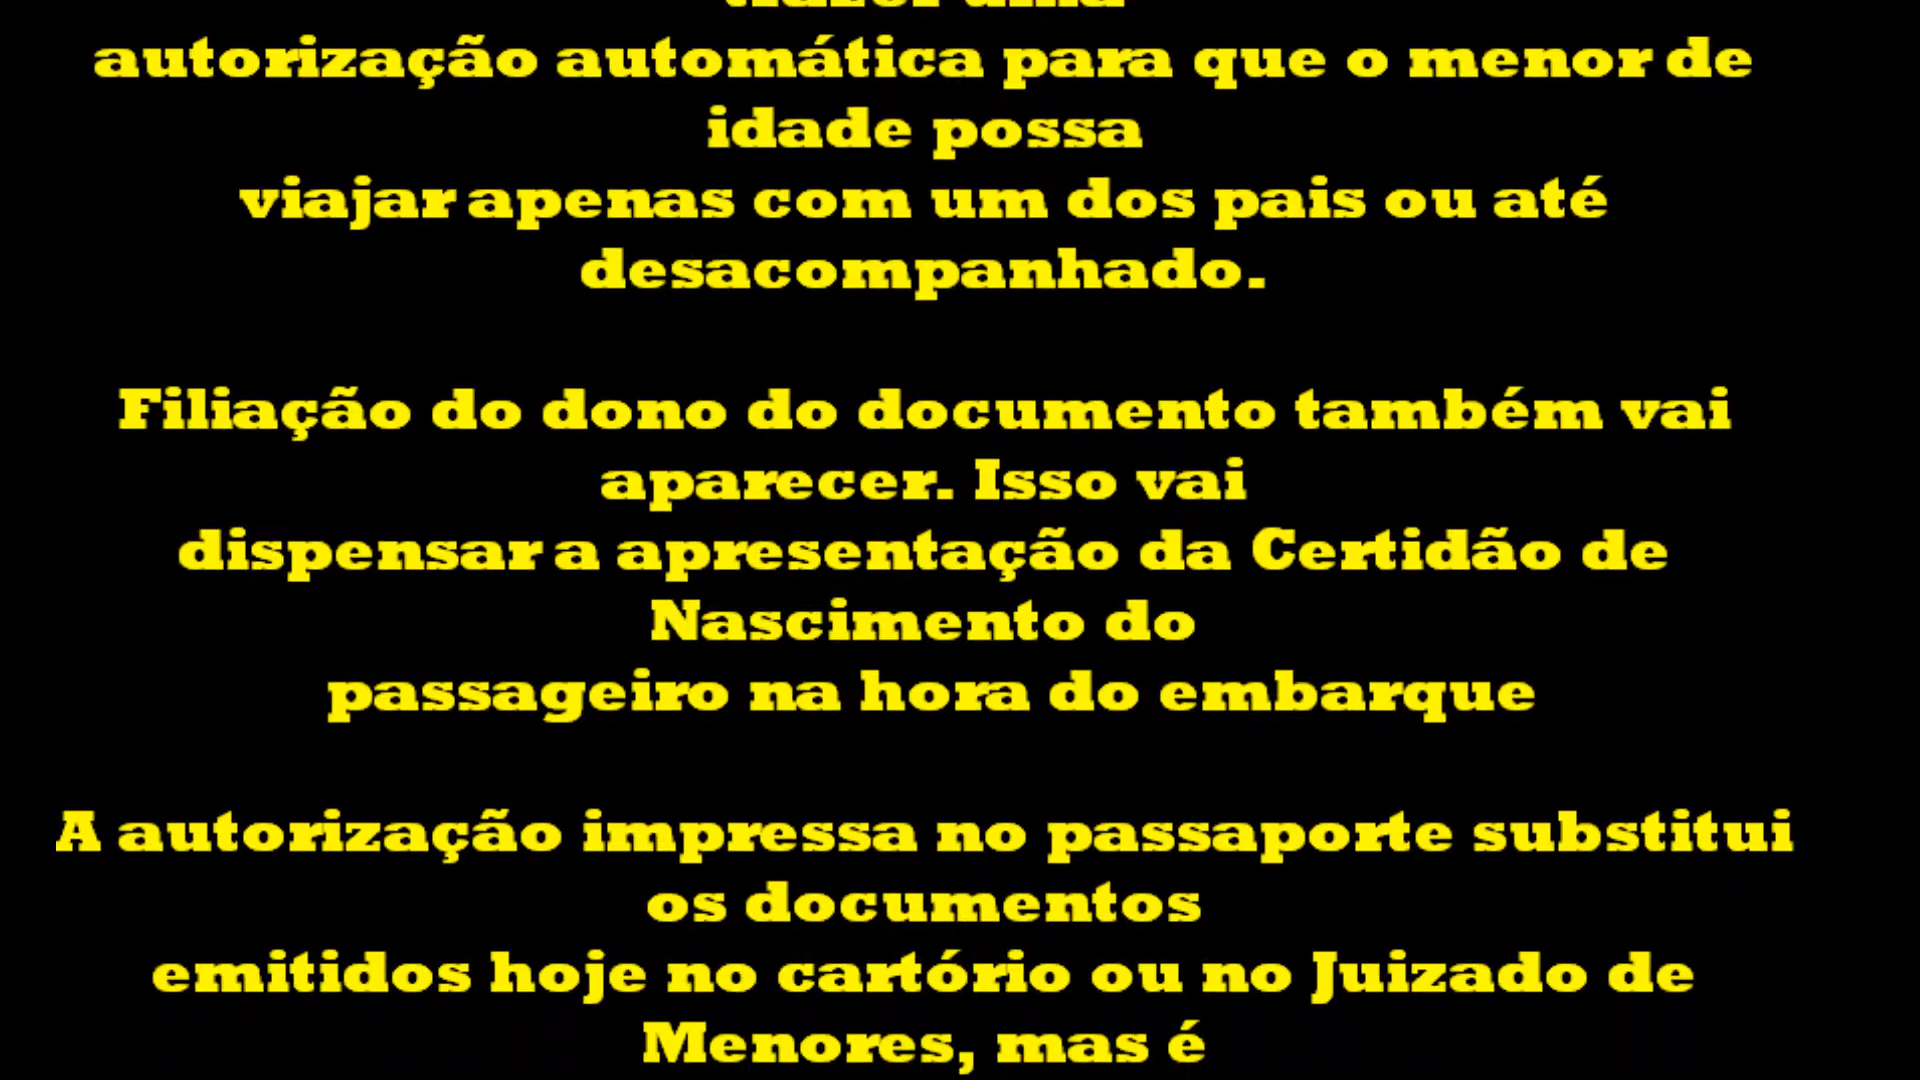 uma
autorização automática para que o menor de
idade possa
viajar apenas com um dos pais ou até
desacompanhado.
Filiação do dono do documento também vai
aparecer. Isso vai
dispensar a apresentação da Certidão de
Nascimento do
passageiro na hora do embarque
A autorização impressa no passaporte substitui
os documentos
emitidos hoje no cartório ou no Juizado de
Menores, mas é